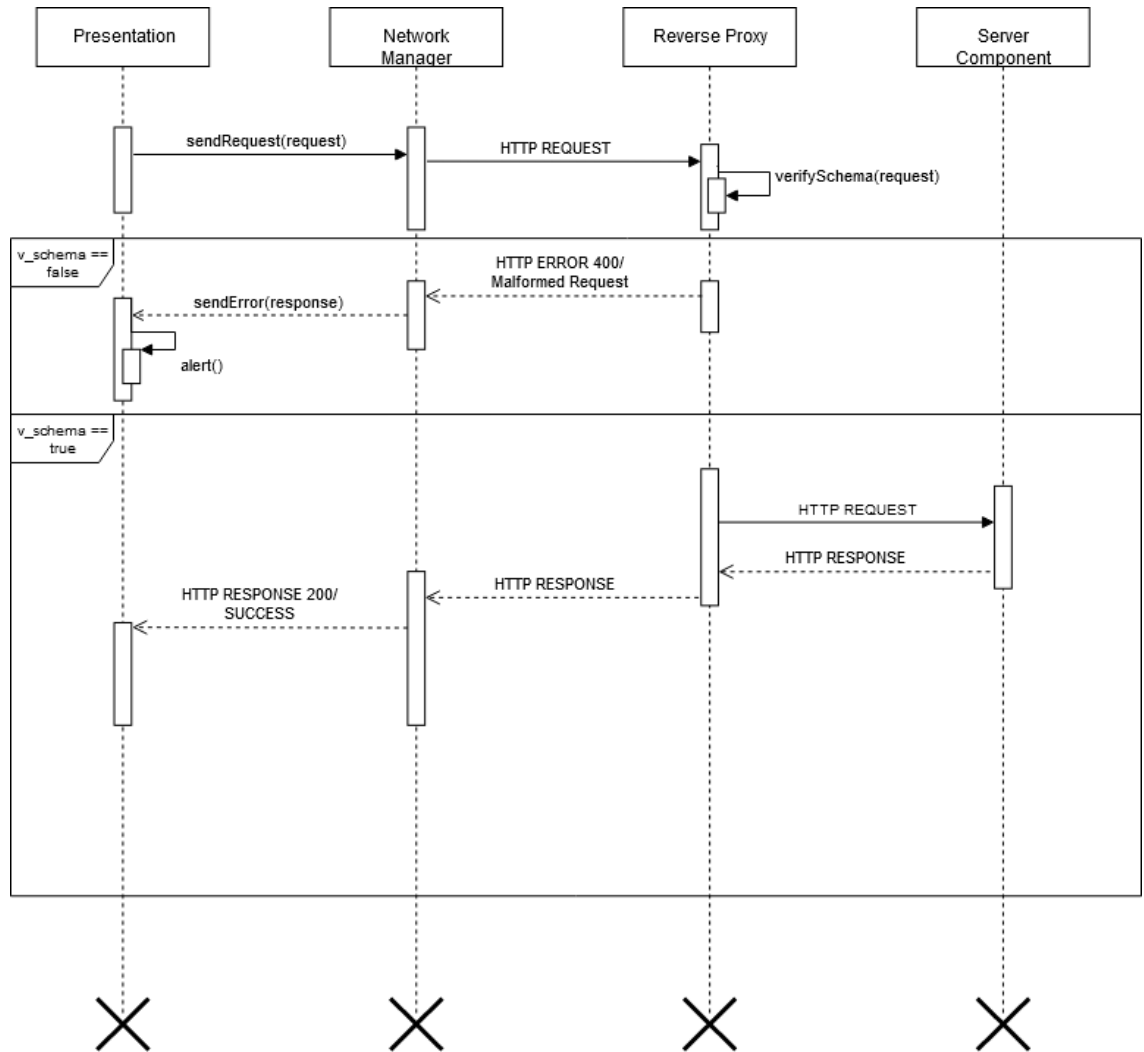 Presentation
Network
Manager
Reverse Proxy
Server
Component
sendRequest(request)
HTTP REQUEST
verifySchema(request)
v_schema ==
false
HTTP ERROR 400/
Malformed Request
sendError(response)
alert()
v_schema ==
true
HTTP REQUEST
HTTP RESPONSE
HTTP RESPONSE
HTTP RESPONSE 200/
SUCCESS